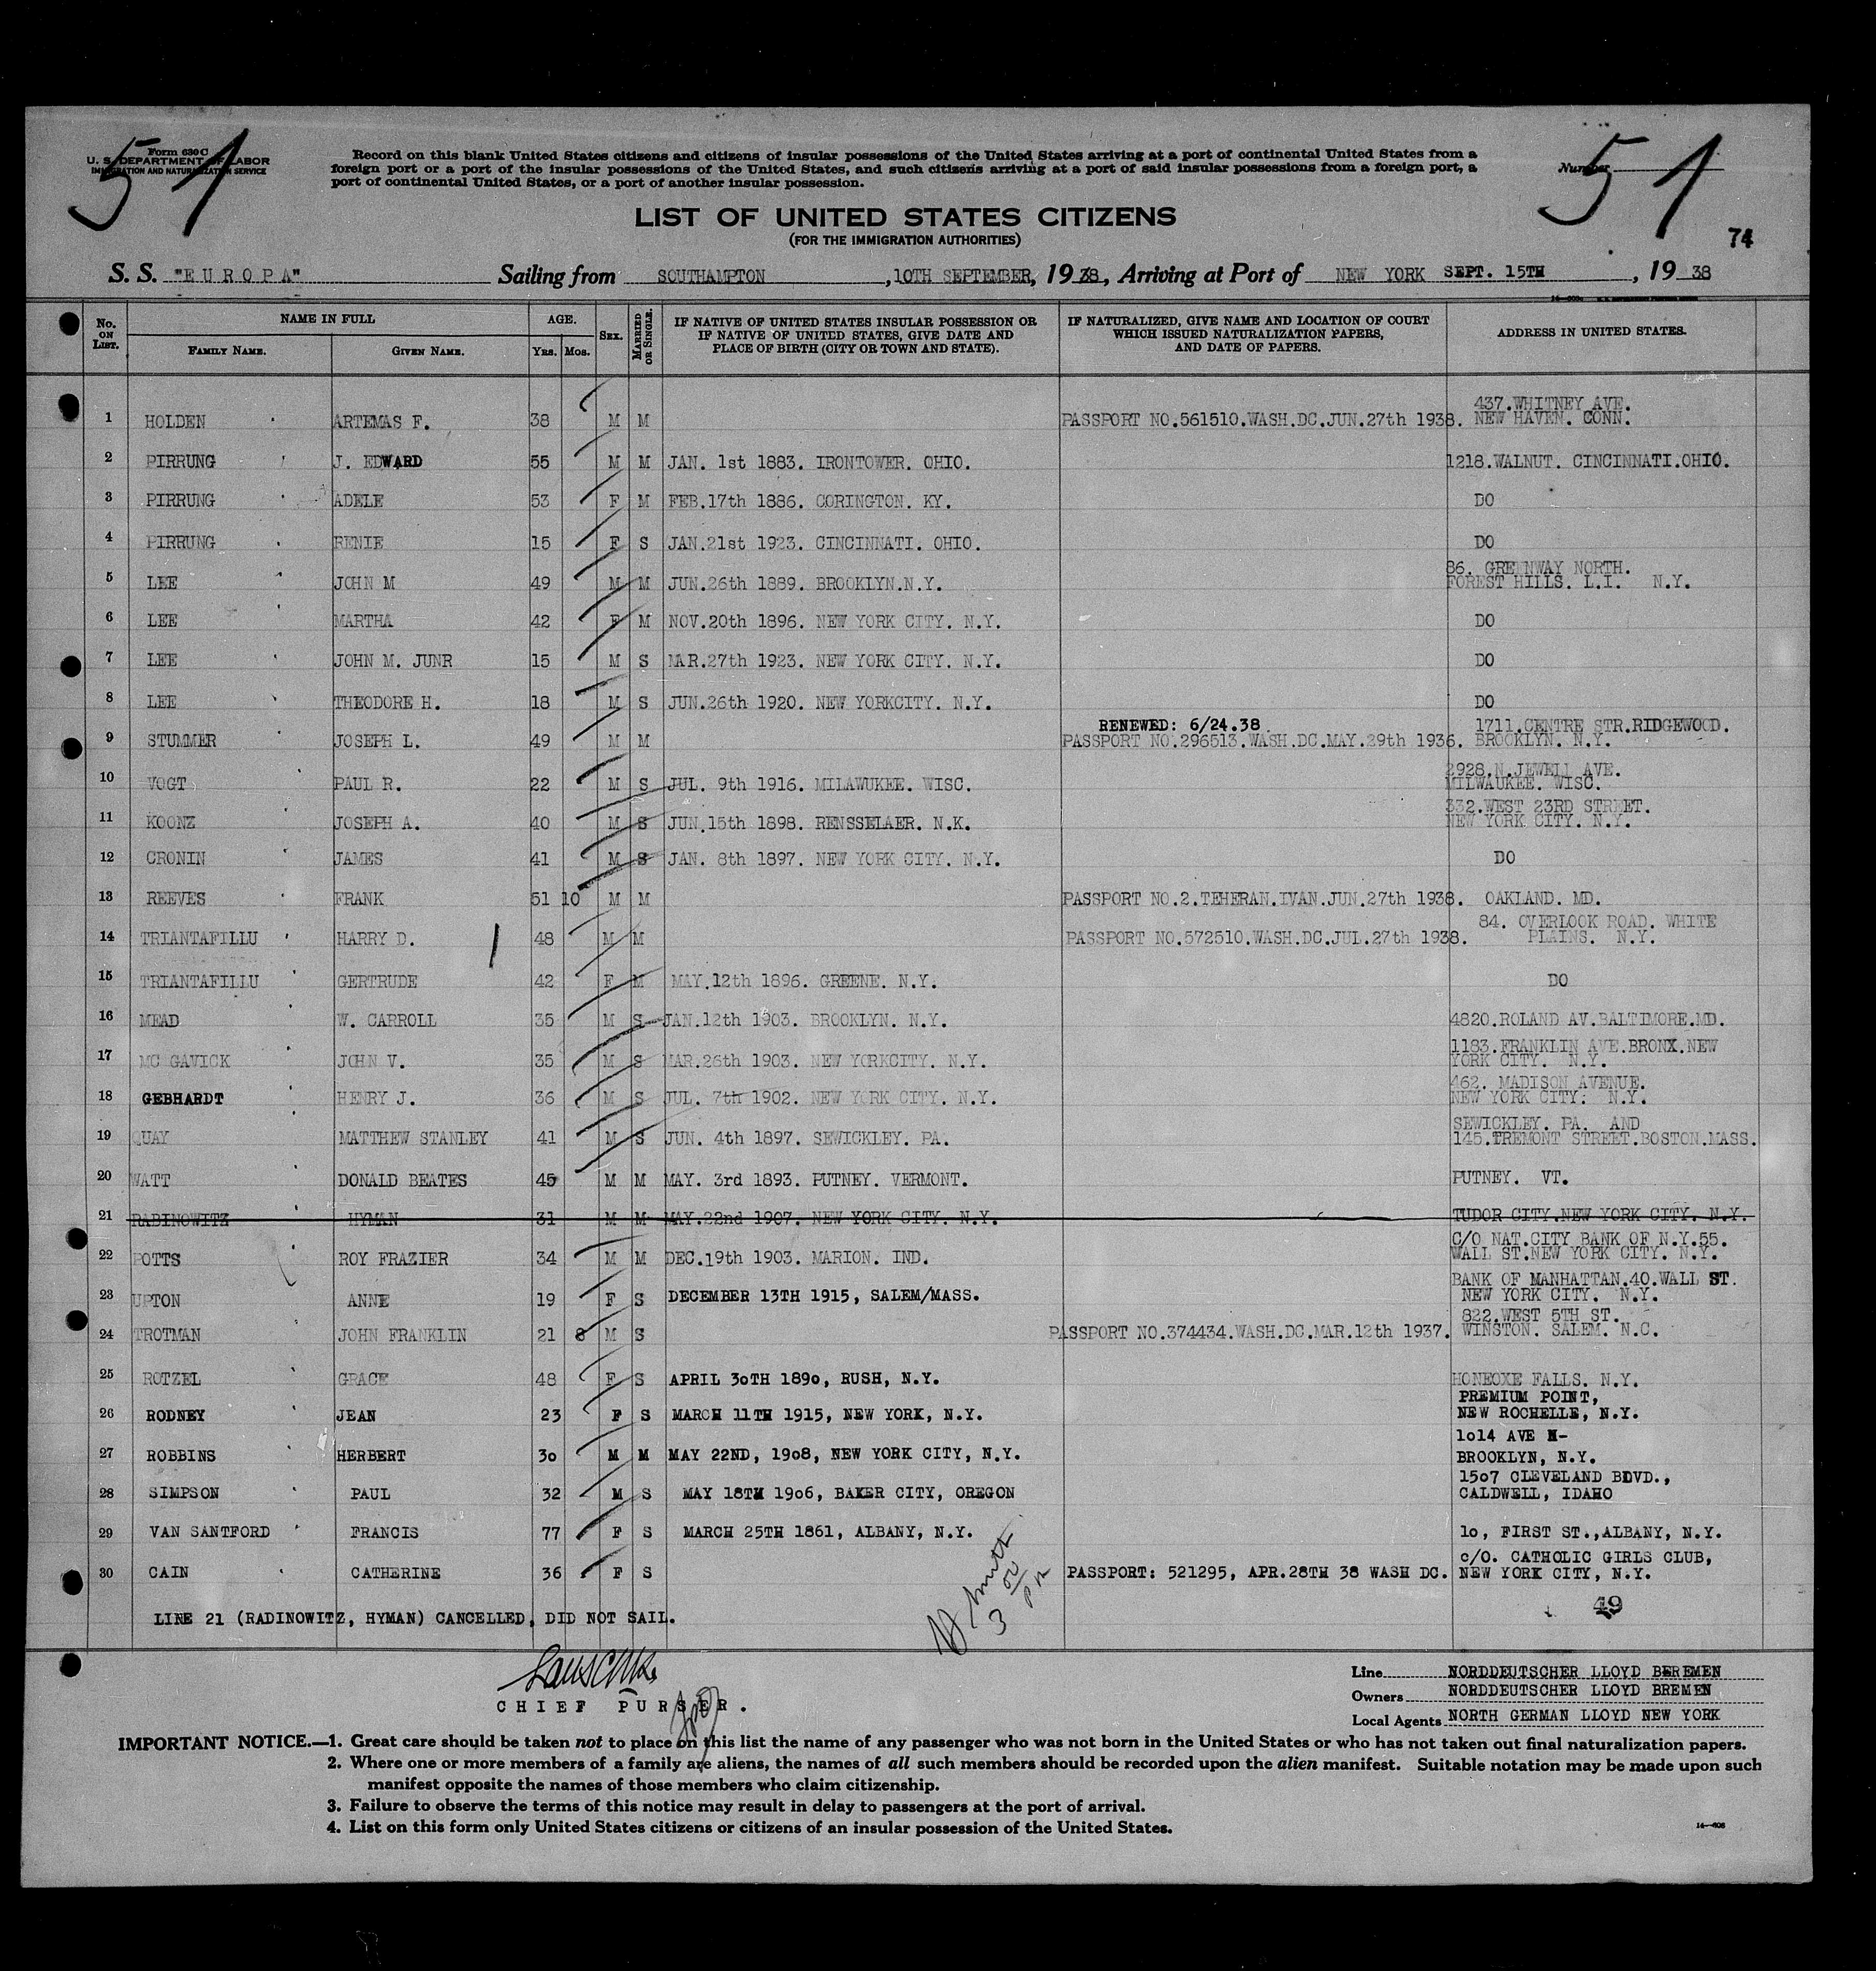 51
Form 630 C
U. S. DEPARTMENT OF LABOR
IMMIGRATION AND NATURALIZATION SERVICE
Record on this blank United States citizens and citizens of insular possessions of the United States arriving at a port of continental United States from a
foreign port or a port of the insular possessions of the United States, and such citizens arriving at a port of said insular possessions from a foreign port, a
port of continental United States, or a port of another insular possession.
Number
51
LIST OF UNITED STATES CITIZENS
(FOR THE IMMIGRATION AUTHORITIES)
74
S. S. "EUROPA" Sailing from SOUTHAMPTON, 10TH SEPTEMBER, 1938, Arriving at Port of NEW YORK SEPT. 15TH, 1938
No. ON LIST. NAME IN FULL FAMILY NAME. GIVEN NAME. AGE. YRS. MOS. SEX. MARRIED OR SINGLE. IF NATIVE OF UNITED STATES INSULAR POSSESSION OR IF NATIVE OF UNITED STATES, GIVE DATE AND PLACE OF BIRTH (CITY OR TOWN AND STATE). IF NATURALIZED, GIVE NAME AND LOCATION OF COURT WHICH ISSUED NATURALIZATION PAPERS, AND DATE OF PAPERS. ADDRESS IN UNITED STATES.
1 HOLDEN ARTEMAS F. 38 M M PASSPORT NO.561510.WASH.DC.JUN.27th 1938. 437.WHITNEY AVE. NEW HAVEN. CONN.
2 PIRRUNG J. EDWARD 55 M M JAN. 1st 1883. IRONTOWER. OHIO. 1218.WALNUT. CINCINNATI.OHIO.
3 PIRRUNG ADELE 53 F M FEB.17th 1886. CORINGTON. KY. DO
4 PIRRUNG RENIE 15 F S JAN.21st 1923. CINCINNATI. OHIO. DO
5 LEE JOHN M 49 M M JUN.26th 1889. BROOKLYN.N.Y. 86. GREENWAY NORTH. FOREST HILLS. L.I. N.Y.
6 LEE MARTHA 42 F M NOV.20th 1896. NEW YORK CITY. N.Y. DO
7 LEE JOHN M. JUNR 15 M S MAR.27th 1923. NEW YORK CITY. N.Y. DO
8 LEE THEODORE H. 18 M S JUN.26th 1920. NEW YORKCITY. N.Y. DO
9 STUMMER JOSEPH L. 49 M M RENEWED: 6/24.38 PASSPORT NO.296513.WASH.DC.MAY.29th 1936. 1711.CENTRE STR.RIDGEWOOD. BROOKLYN. N.Y.
10 VOGT PAUL R. 22 M S JUL. 9th 1916. MILAWUKEE. WISC. 2928.N.JEWELL AVE. MILWAUKEE. WISC.
11 KOONZ JOSEPH A. 40 M S JUN.15th 1898. RENSSELAER. N.K. 332.WEST 23RD STREET. NEW YORK CITY. N.Y.
12 CRONIN JAMES 41 M S JAN. 8th 1897. NEW YORK CITY. N.Y. DO
13 REEVES FRANK 51 10 M M PASSPORT NO.2.TEHERAN.IVAN.JUN.27th 1938. OAKLAND. MD.
14 TRIANTAFILLU HARRY D. 48 M M PASSPORT NO.572510.WASH.DC.JUL.27th 1938. 84. OVERLOOK ROAD. WHITE PLAINS. N.Y.
15 TRIANTAFILLU GERTRUDE 42 F M MAY.12th 1896. GREENE. N.Y. DO
16 MEAD W. CARROLL 35 M S JAN.12th 1903. BROOKLYN. N.Y. 4820.ROLAND AV.BALTIMORE.MD.
17 MC GAVICK JOHN V. 35 M S MAR.26th 1903. NEW YORKCITY. N.Y. 1183.FRANKLIN AVE.BRONX.NEW YORK CITY. N.Y.
18 GEBHARDT HENRY J. 36 M S JUL. 7th 1902. NEW YORK CITY. N.Y. 462. MADISON AVENUE. NEW YORK CITY: N.Y.
19 QUAY MATTHEW STANLEY 41 M S JUN. 4th 1897. SEWICKLEY. PA. SEWICKLEY. PA. AND 145.TREMONT STREET.BOSTON.MASS.
20 WATT DONALD BEATES 45 M M MAY. 3rd 1893. PUTNEY. VERMONT. PUTNEY. VT.
21 RABINOWITZ HYMAN 31 M M MAY.22nd 1907. NEW YORK CITY. N.Y. TUDOR CITY.NEW YORK CITY. N.Y.
22 POTTS ROY FRAZIER 34 M M DEC.19th 1903. MARION. IND. C/O NAT.CITY BANK OF N.Y.55. WALL ST.NEW YORK CITY. N.Y.
23 UPTON ANNE 19 F S DECEMBER 13TH 1915, SALEM/MASS. BANK OF MANHATTAN.40.WALL ST. NEW YORK CITY. N.Y.
24 TROTMAN JOHN FRANKLIN 21 8 M S PASSPORT NO.374434.WASH.DC.MAR.12th 1937. 822.WEST 5TH ST. WINSTON. SALEM. N.C.
25 ROTZEL GRACE 48 F S APRIL 30TH 1890, RUSH, N.Y. HONEOXE FALLS. N.Y.
26 RODNEY JEAN 23 F S MARCH 11TH 1915, NEW YORK, N.Y. PREMIUM POINT, NEW ROCHELLE, N.Y.
27 ROBBINS HERBERT 30 M M MAY 22ND, 1908, NEW YORK CITY, N.Y. 1014 AVE N- BROOKLYN, N.Y.
28 SIMPSON PAUL 32 M S MAY 18TH 1906, BAKER CITY, OREGON 1507 CLEVELAND BDVD., CALDWELL, IDAHO
29 VAN SANTFORD FRANCIS 77 F S MARCH 25TH 1861, ALBANY, N.Y. 10, FIRST ST.,ALBANY, N.Y.
30 CAIN CATHERINE 36 F S PASSPORT: 521295, APR.28TH 38 WASH DC. c/O. CATHOLIC GIRLS CLUB, NEW YORK CITY, N.Y.
LINE 21 (RADINOWITZ, HYMAN) CANCELLED, DID NOT SAIL.
49
CHIEF PURSER.
Line NORDDEUTSCHER LLOYD BEREMEN
Owners NORDDEUTSCHER LLOYD BREMEN
Local Agents NORTH GERMAN LLOYD NEW YORK
IMPORTANT NOTICE.—1. Great care should be taken not to place on this list the name of any passenger who was not born in the United States or who has not taken out final naturalization papers.
2. Where one or more members of a family are aliens, the names of all such members should be recorded upon the alien manifest. Suitable notation may be made upon such
manifest opposite the names of those members who claim citizenship.
3. Failure to observe the terms of this notice may result in delay to passengers at the port of arrival.
4. List on this form only United States citizens or citizens of an insular possession of the United States.